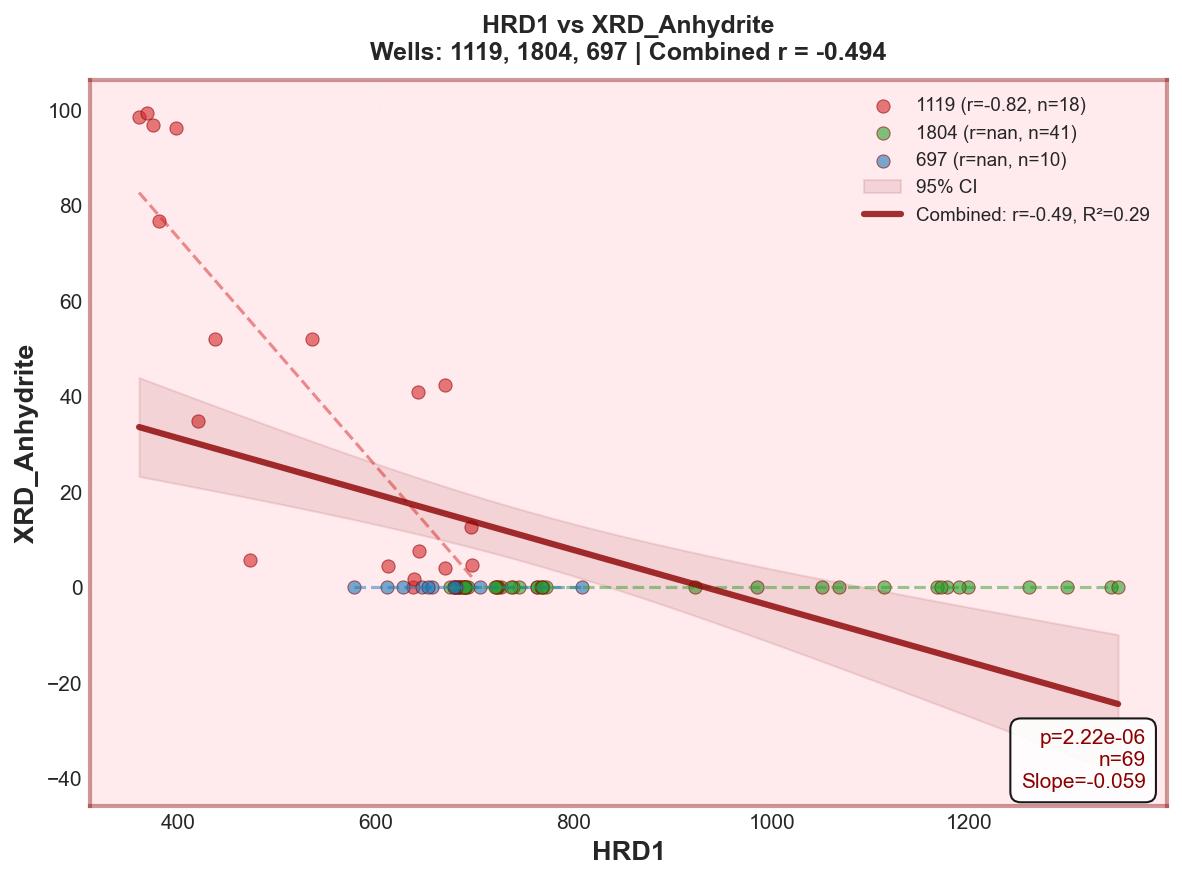 HRD1 vs XRD_Anhydrite
Wells: 1119, 1804, 697 | Combined r = -0.494
1119 (r=-0.82, n=18)
1804 (r=nan, n=41)
697 (r=nan, n=10)
95% CI
Combined: r=-0.49, R²=0.29
XRD_Anhydrite
100
80
60
40
20
0
−20
−40
p=2.22e-06
n=69
Slope=-0.059
400
600
800
1000
1200
HRD1